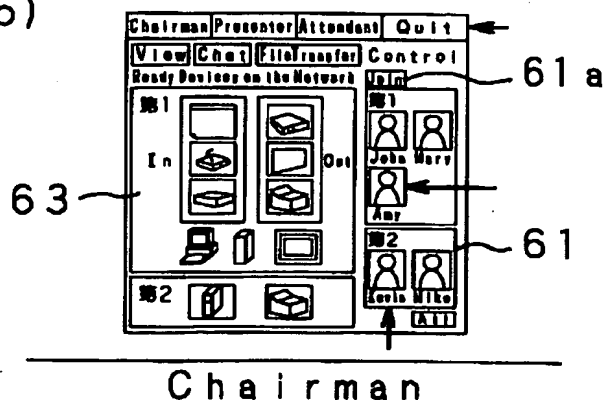 b)
Chairman Presenter Attendant Quit
View Chat FileTransfer Control
Ready Devices on the Network
Join
61a
第1
第1
In
Out
John Mary
Amy
63
61
第2
第2
Kevin Mike
All
Chairman